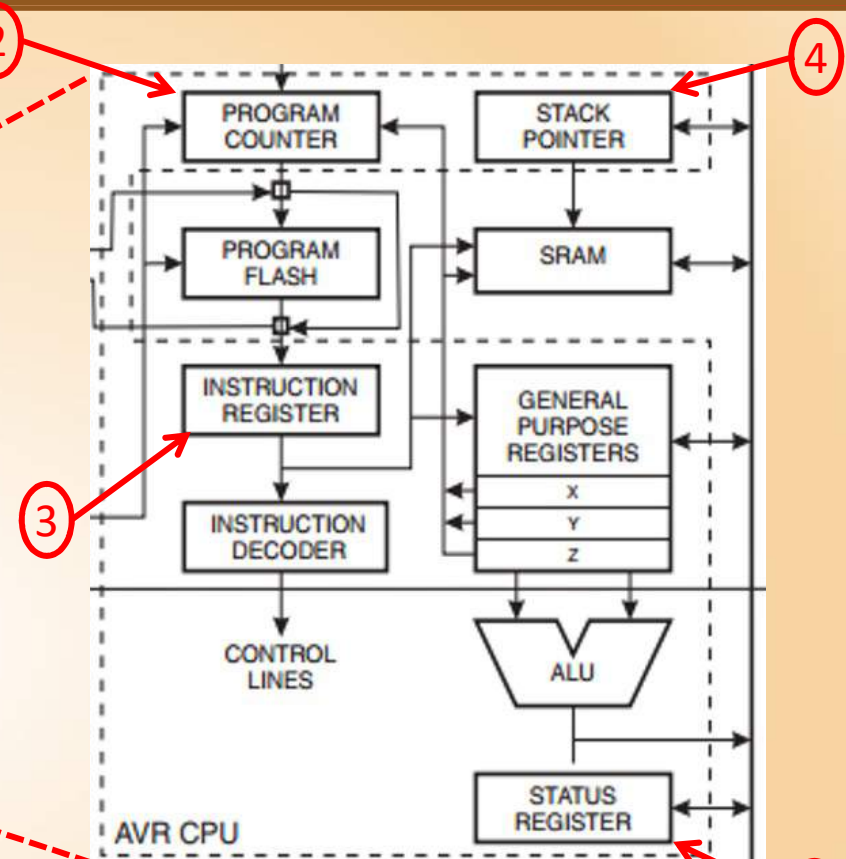 2
4
PROGRAM
COUNTER
STACK
POINTER
PROGRAM
FLASH
SRAM
INSTRUCTION
REGISTER
GENERAL
PURPOSE
REGISTERS
X
Y
Z
3
INSTRUCTION
DECODER
CONTROL
LINES
ALU
STATUS
REGISTER
AVR CPU